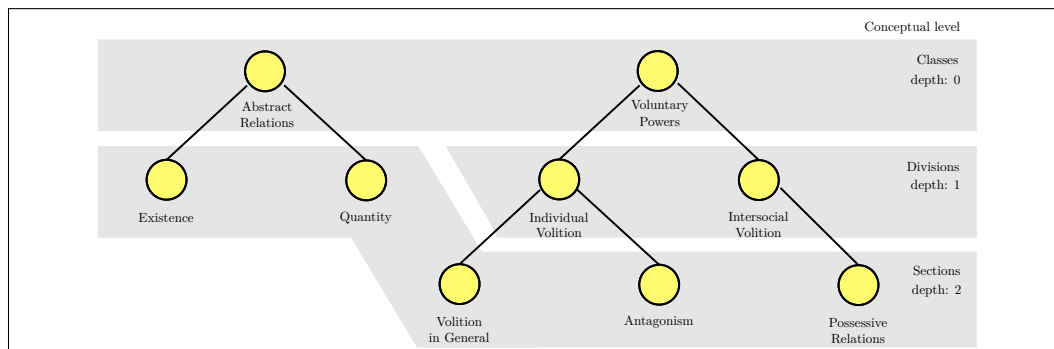 Conceptual level
Classes
depth: 0
Abstract
Relations
Voluntary
Powers
Divisions
depth: 1
Existence
Quantity
Individual
Volition
Intersocial
Volition
Sections
depth: 2
Volition
in General
Antagonism
Possessive
Relations